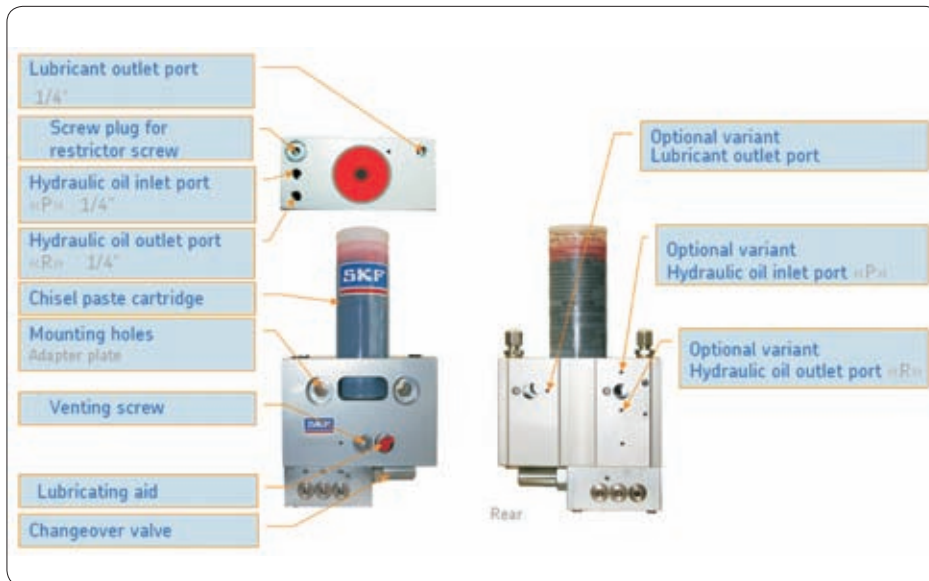 Lubricant outlet port
1/4"
Screw plug for
restrictor screw
Hydraulic oil inlet port
«P» 1/4"
Hydraulic oil outlet port
«R» 1/4"
Chisel paste cartridge
Mounting holes
Adapter plate
Venting screw
Lubricating aid
Changeover valve
SKF
SKF
Optional variant
Lubricant outlet port
Optional variant
Hydraulic oil inlet port «P»
Optional variant
Hydraulic oil outlet port «R»
Rear